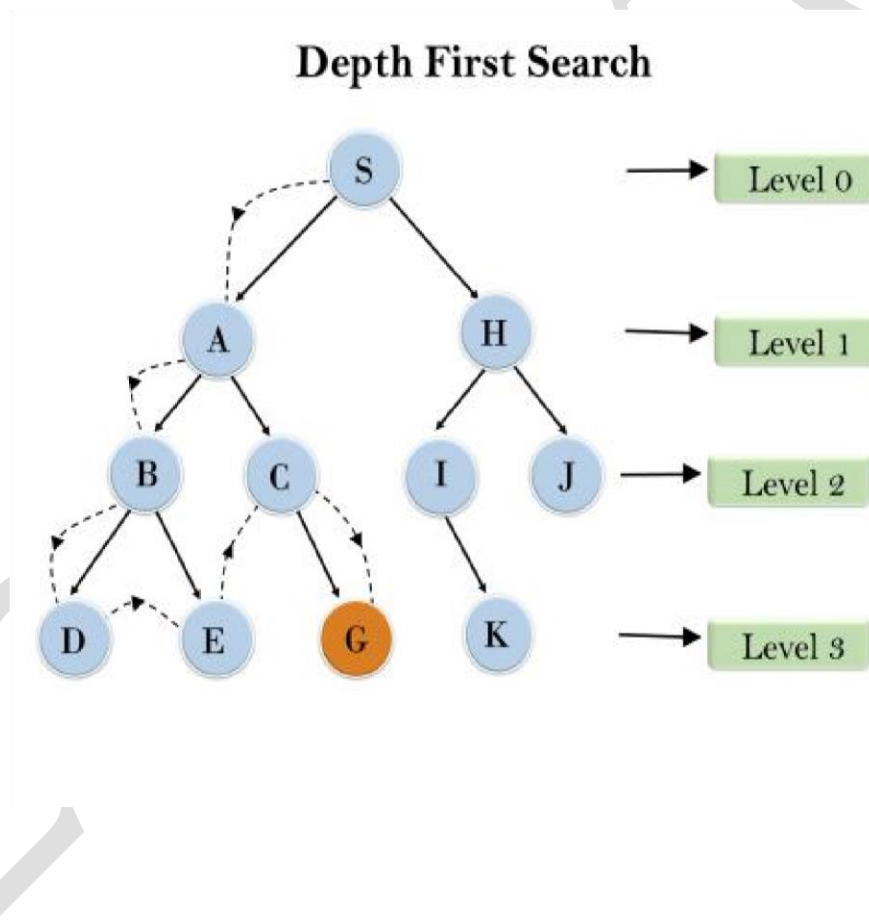 Depth First Search
S
Level 0
A
H
Level 1
B
C
I
J
Level 2
D
E
G
K
Level 3